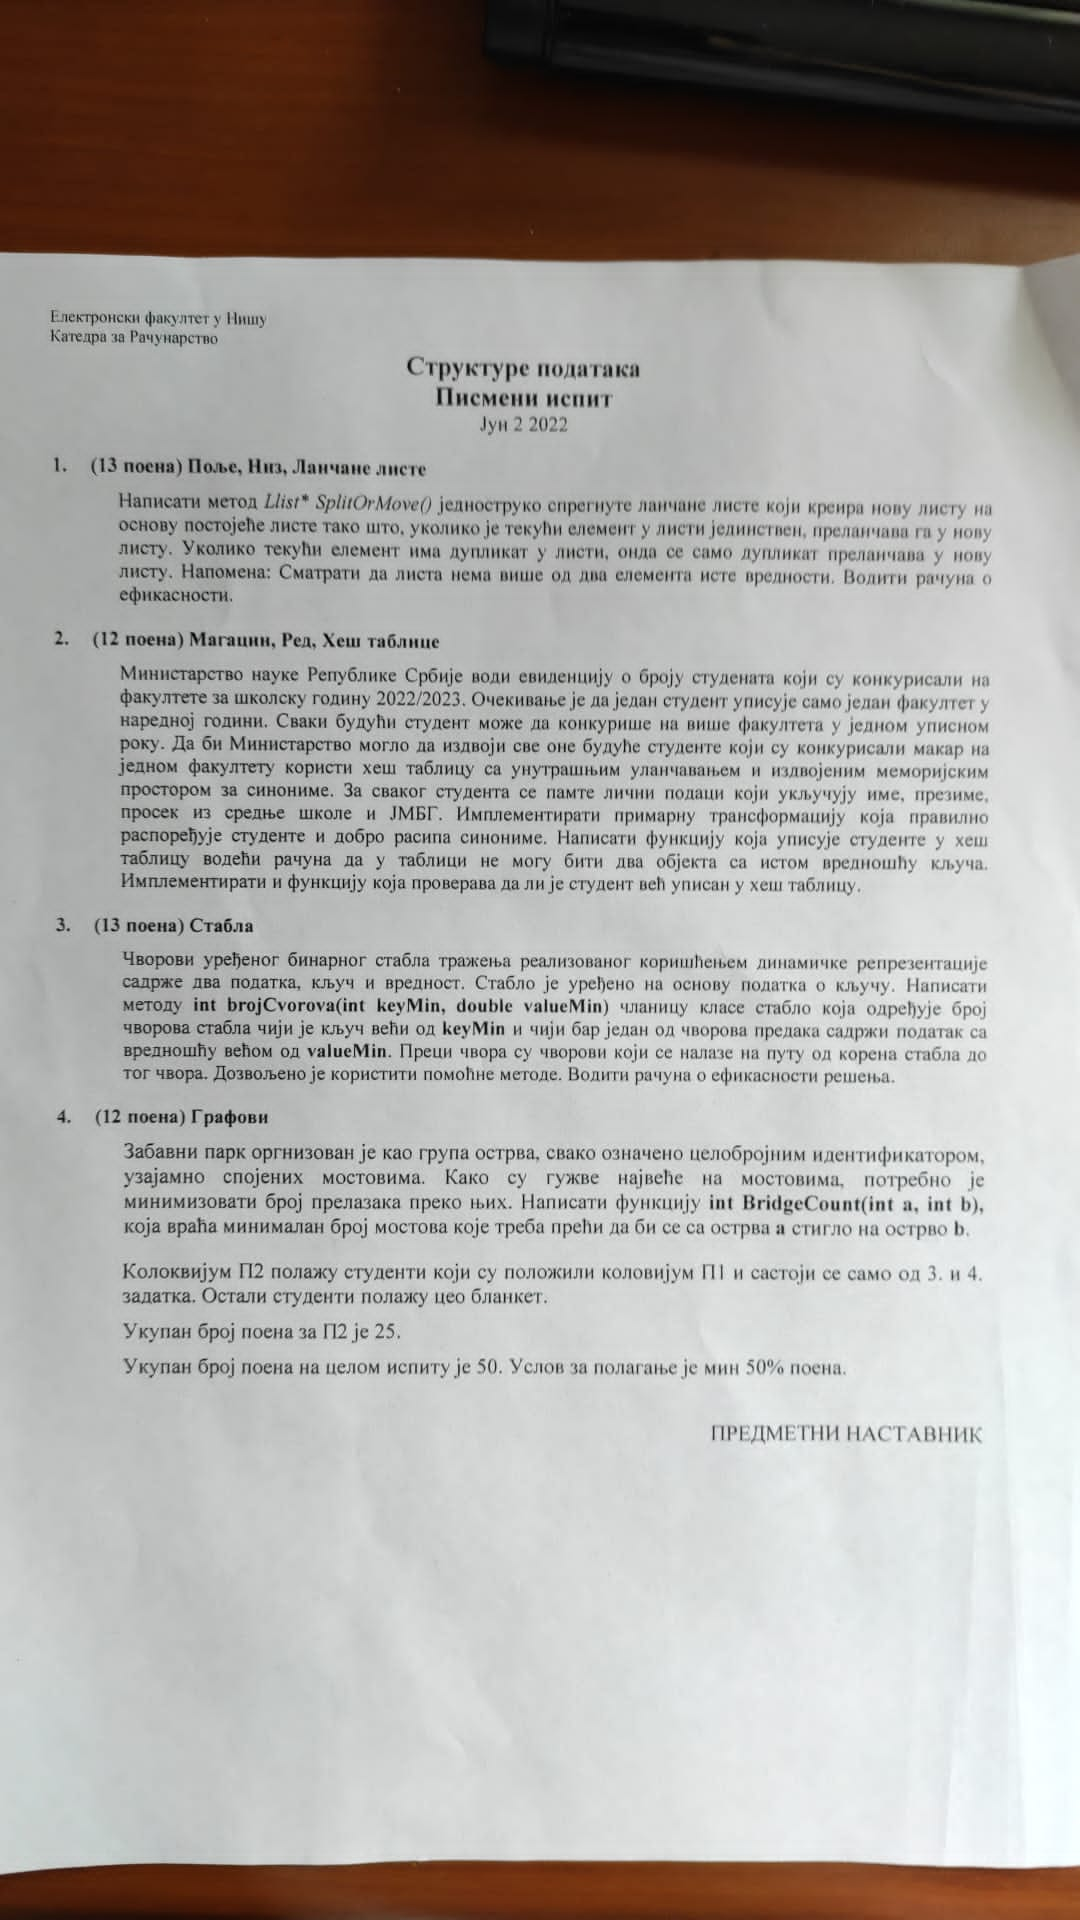 Електронски факултет у Нишу
Катедра за Рачунарство
Структуре података
Писмени испит
Јун 2 2022
1. (13 поена) Поље, Низ, Ланчане листе
Написати метод Llist* SplitOrMove() једноструко спрегнуте ланчане листе који креира нову листу на
основу постојеће листе тако што, уколико је текући елемент у листи јединствен, преланчава га у нову
листу. Уколико текући елемент има дупликат у листи, онда се само дупликат преланчава у нову
листу. Напомена: Сматрати да листа нема више од два елемента исте вредности. Водити рачуна о
ефикасности.
2. (12 поена) Магацин, Ред, Хеш таблице
Министарство науке Републике Србије води евиденцију о броју студената који су конкурисали на
факултете за школску годину 2022/2023. Очекивање је да један студент уписује само један факултет у
наредној години. Сваки будући студент може да конкурише на више факултета у једном уписном
року. Да би Министарство могло да издвоји све оне будуће студенте који су конкурисали макар на
једном факултету користи хеш таблицу са унутрашњим уланчавањем и издвојеним меморијским
простором за синониме. За сваког студента се памте лични подаци који укључују име, презиме,
просек из средње школе и ЈМБГ. Имплементирати примарну трансформацију која правилно
распоређује студенте и добро расипа синониме. Написати функцију која уписује студенте у хеш
таблицу водећи рачуна да у таблици не могу бити два објекта са истом вредношћу кључа.
Имплементирати и функцију која проверава да ли је студент већ уписан у хеш таблицу.
3. (13 поена) Стабла
Чворови уређеног бинарног стабла тражења реализованог коришћењем динамичке репрезентације
садрже два податка, кључ и вредност. Стабло је уређено на основу податка о кључу. Написати
методу int brojCvorova(int keyMin, double valueMin) чланицу класе стабло која одређује број
чворова стабла чији је кључ већи од keyMin и чији бар један од чворова предака садржи податак са
вредношћу већом од valueMin. Преци чвора су чворови који се налазе на путу од корена стабла до
тог чвора. Дозвољено је користити помоћне методе. Водити рачуна о ефикасности решења.
4. (12 поена) Графови
Забавни парк оргнизован је као група острва, свако означено целобројним идентификатором,
узајамно спојених мостовима. Како су гужве највеће на мостовима, потребно је
минимизовати број прелазака преко њих. Написати функцију int BridgeCount(int a, int b),
која враћа минималан број мостова које треба прећи да би се са острва a стигло на острво b.
Колоквијум П2 полажу студенти који су положили коловијум П1 и састоји се само од 3. и 4.
задатка. Остали студенти полажу цео бланкет.
Укупан број поена за П2 је 25.
Укупан број поена на целом испиту је 50. Услов за полагање је мин 50% поена.
ПРЕДМЕТНИ НАСТАВНИК